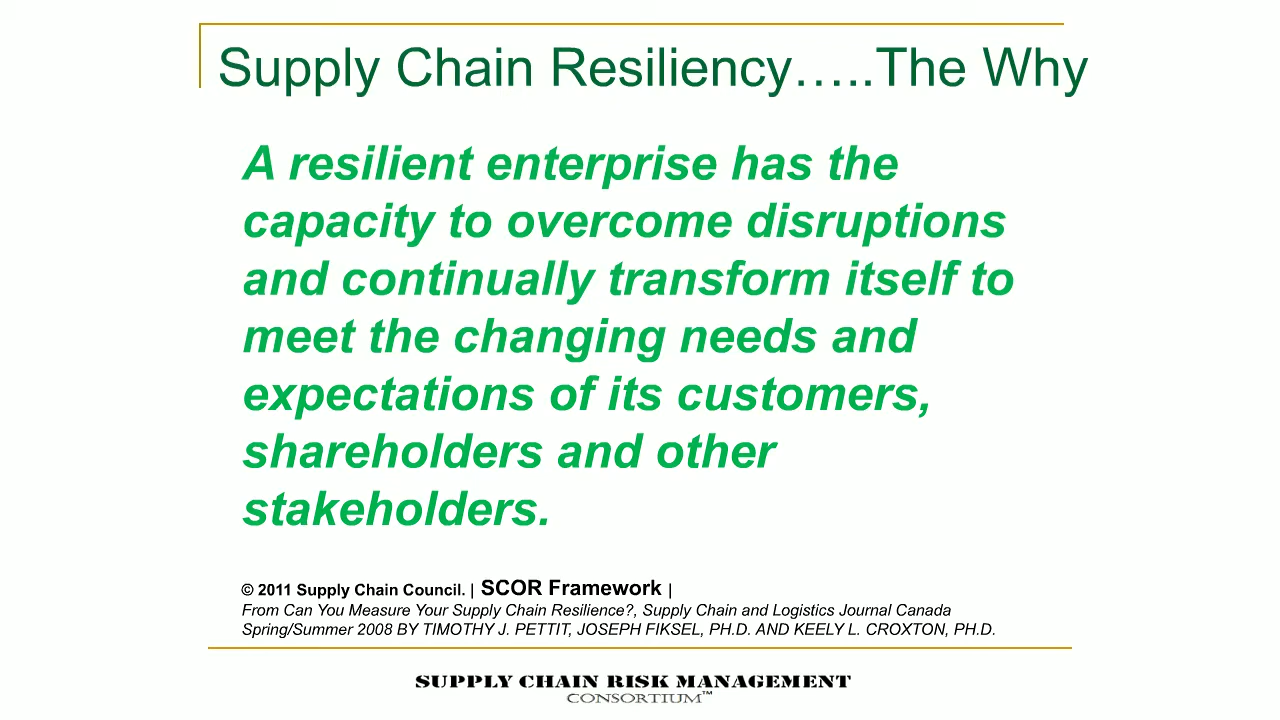 Supply Chain Resiliency…..The Why
A resilient enterprise has the
capacity to overcome disruptions
and continually transform itself to
meet the changing needs and
expectations of its customers,
shareholders and other
stakeholders.
© 2011 Supply Chain Council. | SCOR Framework |
From Can You Measure Your Supply Chain Resilience?, Supply Chain and Logistics Journal Canada
Spring/Summer 2008 BY TIMOTHY J. PETTIT, JOSEPH FIKSEL, PH.D. AND KEELY L. CROXTON, PH.D.
SUPPLY CHAIN RISK MANAGEMENT
CONSORTIUM™